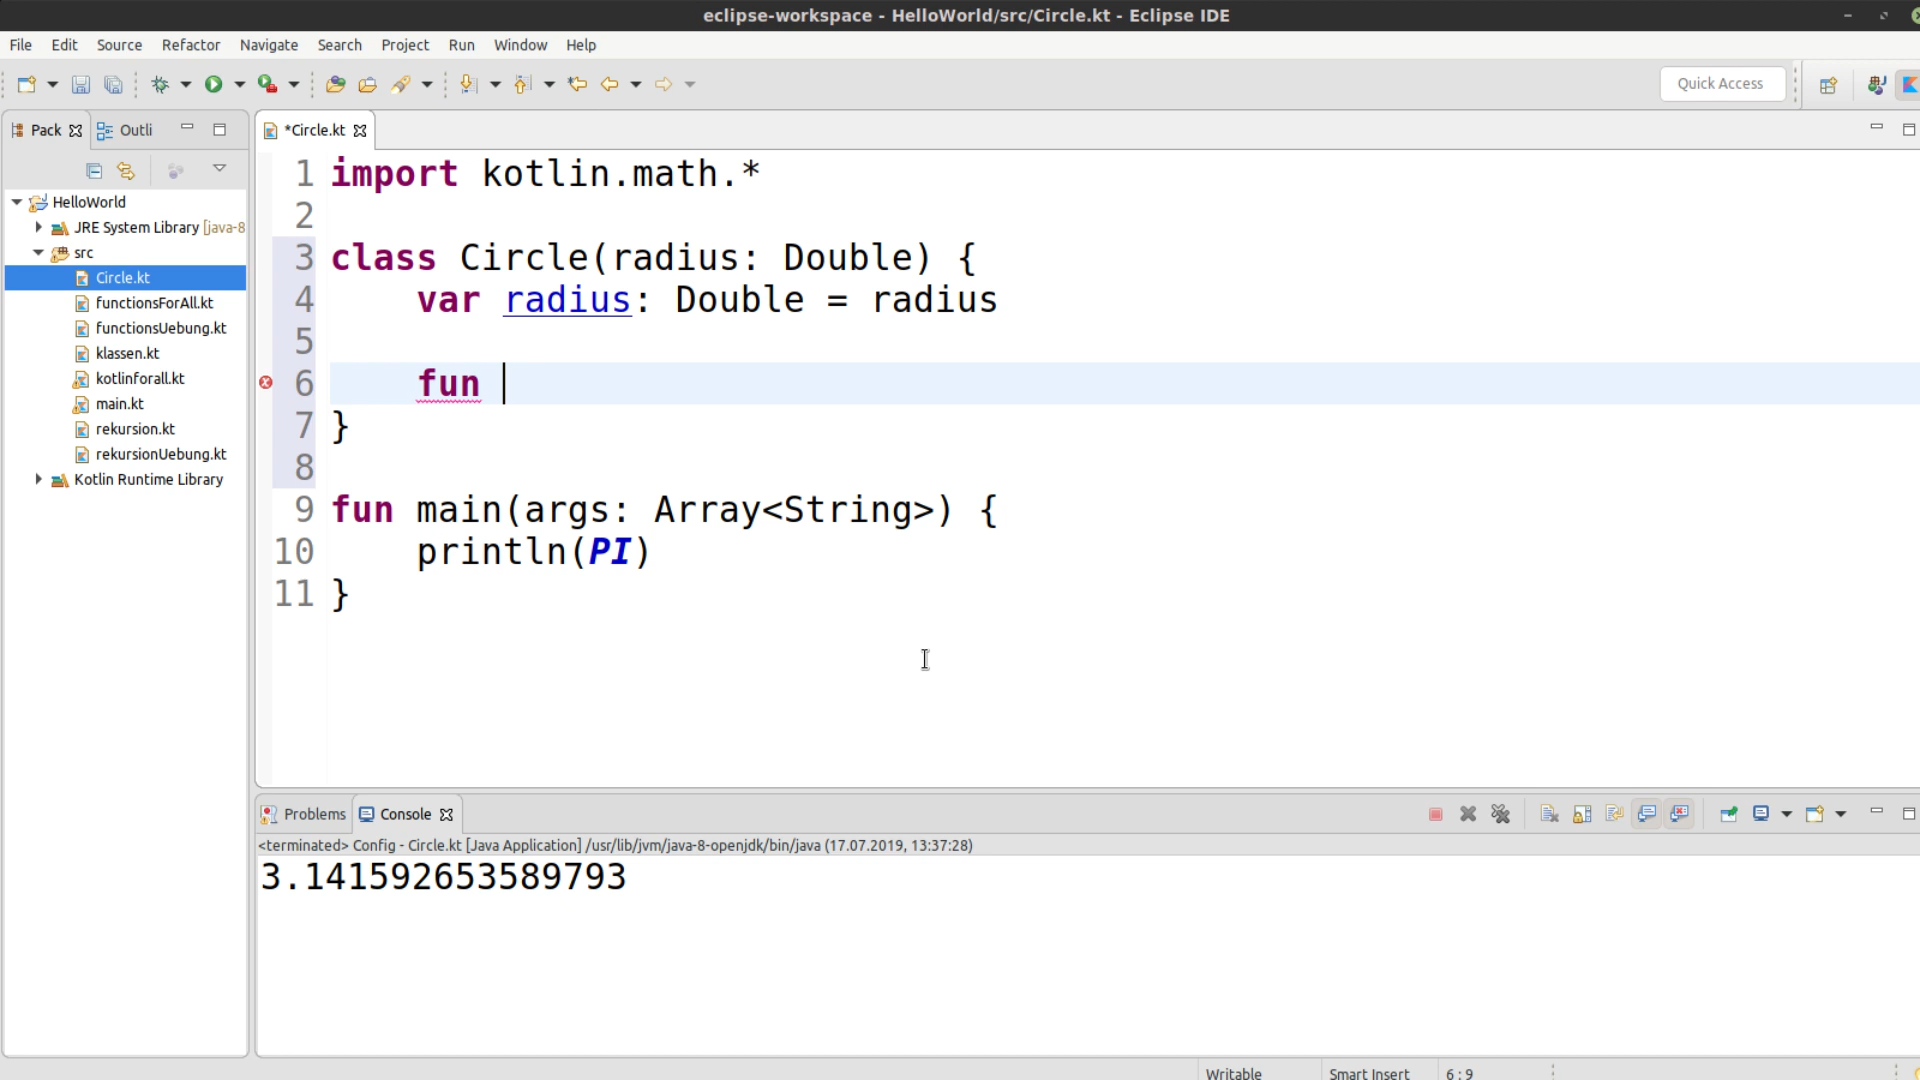 eclipse-workspace - HelloWorld/src/Circle.kt - Eclipse IDE
File Edit Source Refactor Navigate Search Project Run Window Help
Quick Access
Pack Outli
*Circle.kt
HelloWorld
JRE System Library [java-8
src
Circle.kt
functionsForAll.kt
functionsUebung.kt
klassen.kt
kotlinforall.kt
main.kt
rekursion.kt
rekursionUebung.kt
Kotlin Runtime Library
1 import kotlin.math.*
2
3 class Circle(radius: Double) {
4 var radius: Double = radius
5
6 fun
7 }
8
9 fun main(args: Array<String>) {
10 println(PI)
11 }
Problems Console
<terminated> Config - Circle.kt [Java Application] /usr/lib/jvm/java-8-openjdk/bin/java (17.07.2019, 13:37:28)
3.141592653589793
Writable Smart Insert 6 : 9